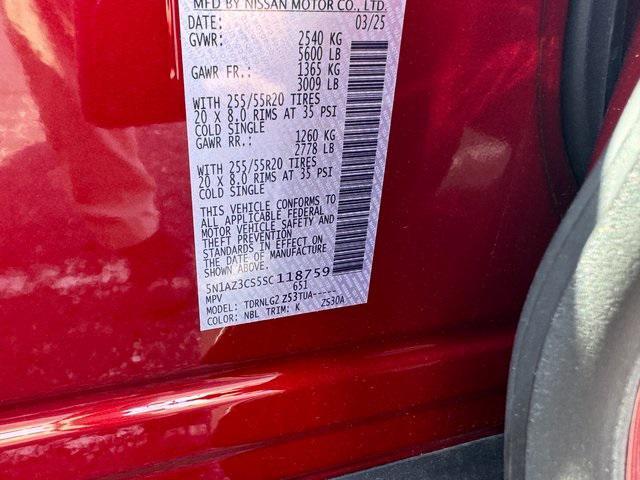 MFD BY NISSAN MOTOR CO., LTD.
DATE: 03/25
GVWR: 2540 KG
5600 LB
GAWR FR.: 1365 KG
3009 LB
WITH 255/55R20 TIRES
20 X 8.0 RIMS AT 35 PSI
COLD SINGLE
GAWR RR.: 1260 KG
2778 LB
WITH 255/55R20 TIRES
20 X 8.0 RIMS AT 35 PSI
COLD SINGLE
THIS VEHICLE CONFORMS TO
ALL APPLICABLE FEDERAL
MOTOR VEHICLE SAFETY AND
THEFT PREVENTION
STANDARDS IN EFFECT ON
THE DATE OF MANUFACTURE
5N1AZ3CS5SC118759
MPV 651
MODEL: TDRNLG2 Z53TUA-----
COLOR: NBL TRIM: K Z530A